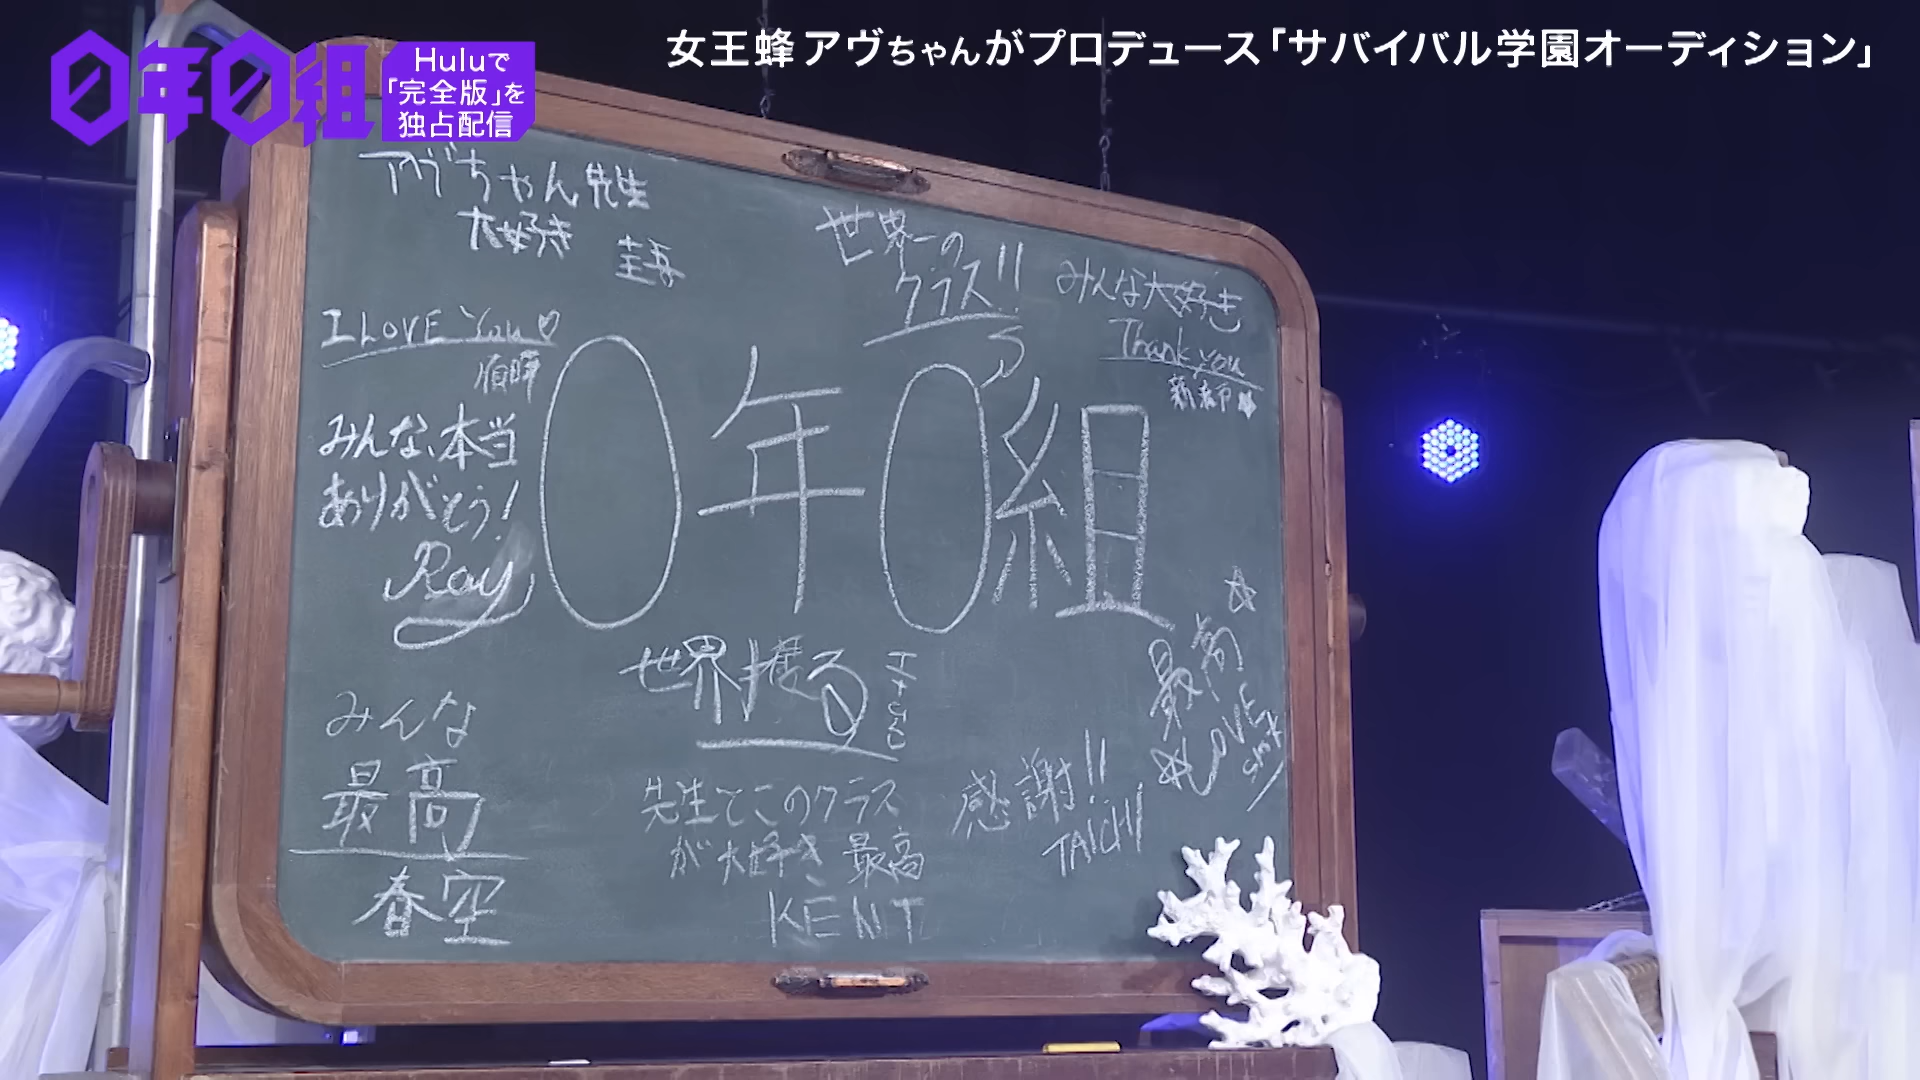 0年0組
Huluで
「完全版」を
独占配信
女王蜂 アヴちゃんがプロデュース「サバイバル学園オーディション」
アヴちゃん先生
大好き
圭吾
世界一の
クラス!!
みんな大好き
Thank you
I LOVE You♡
順暉
0年0組
みんな、本当
ありがとう!
Ray
世界獲る
みんな
最高
春空
先生とこのクラス
が大好き 最高
KENT
感謝!!
TAICHI
☆
最高
☆LOVE